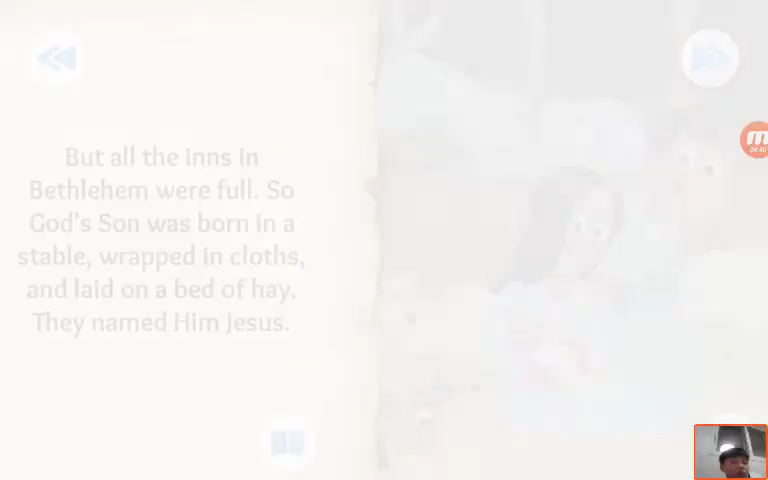 But all the inns in
Bethlehem were full. So
God's Son was born in a
stable, wrapped in cloths,
and laid on a bed of hay.
They named Him Jesus.